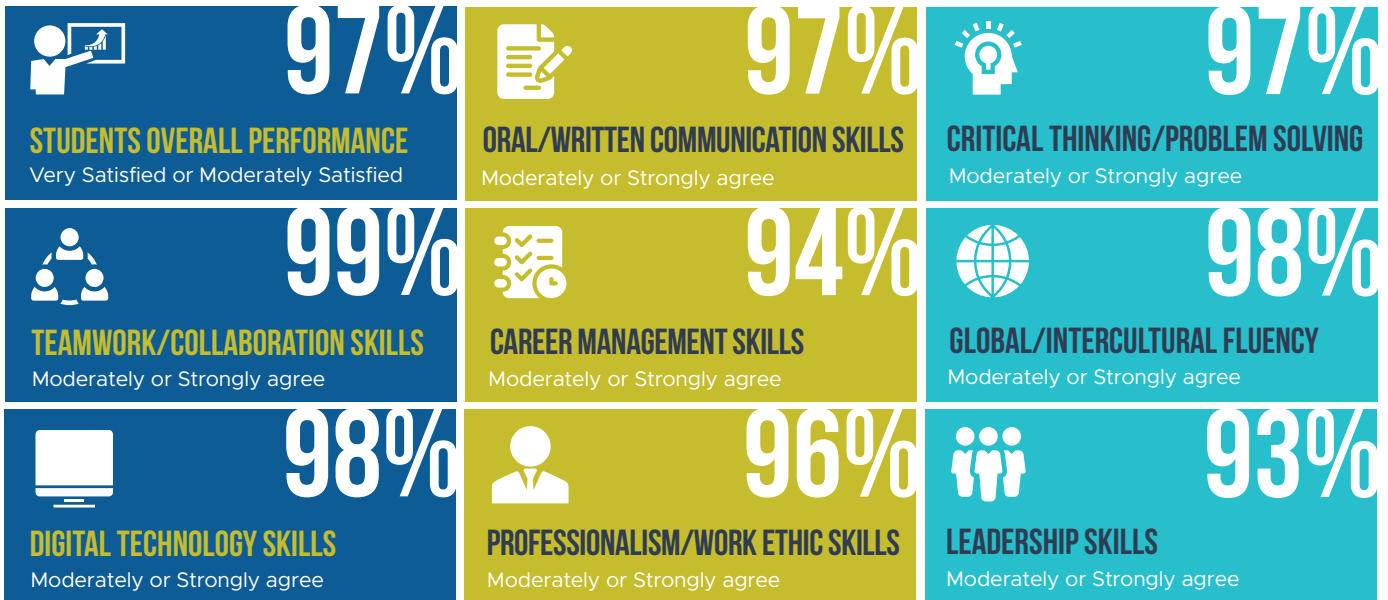 97%
STUDENTS OVERALL PERFORMANCE
Very Satisfied or Moderately Satisfied
97%
ORAL/WRITTEN COMMUNICATION SKILLS
Moderately or Strongly agree
97%
CRITICAL THINKING/PROBLEM SOLVING
Moderately or Strongly agree
99%
TEAMWORK/COLLABORATION SKILLS
Moderately or Strongly agree
94%
CAREER MANAGEMENT SKILLS
Moderately or Strongly agree
98%
GLOBAL/INTERCULTURAL FLUENCY
Moderately or Strongly agree
98%
DIGITAL TECHNOLOGY SKILLS
Moderately or Strongly agree
96%
PROFESSIONALISM/WORK ETHIC SKILLS
Moderately or Strongly agree
93%
LEADERSHIP SKILLS
Moderately or Strongly agree